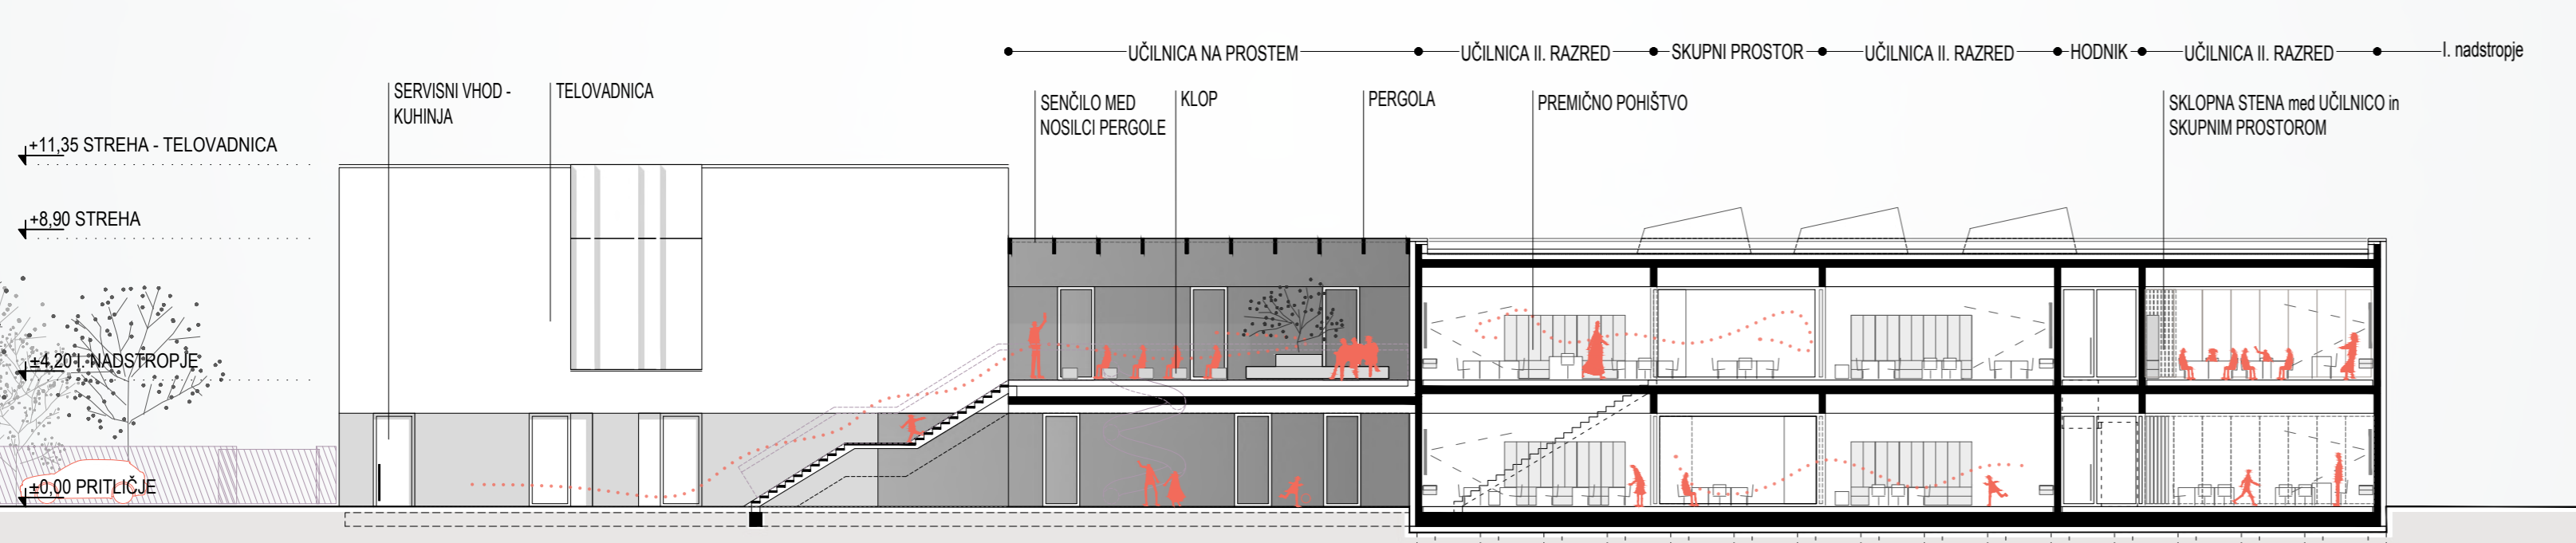 UČILNICA NA PROSTEM
UČILNICA II. RAZRED
SKUPNI PROSTOR
UČILNICA II. RAZRED
HODNIK
UČILNICA II. RAZRED
I. nadstropje
SERVISNI VHOD -
KUHINJA
TELOVADNICA
SENČILO MED
NOSILCI PERGOLE
KLOP
PERGOLA
PREMIČNO POHIŠTVO
SKLOPNA STENA med UČILNICO in
SKUPNIM PROSTOROM
+11,35 STREHA - TELOVADNICA
+8,90 STREHA
±4,20 I. NADSTROPJE
±0,00 PRITLIČJE